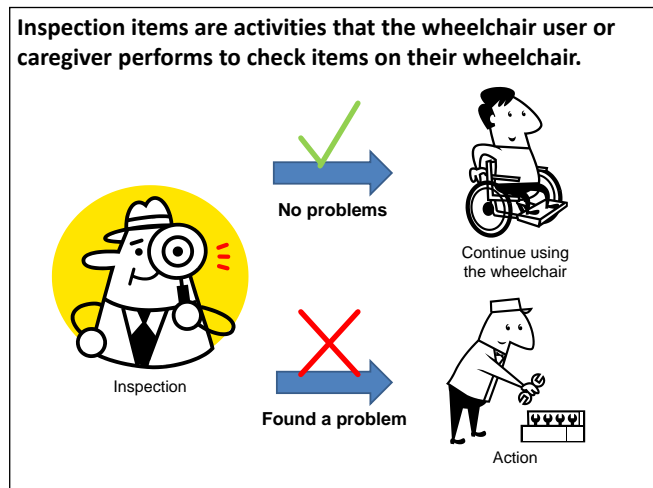 Inspection items are activities that the wheelchair user or
caregiver performs to check items on their wheelchair.
No problems
Continue using
the wheelchair
Inspection
Found a problem
Action